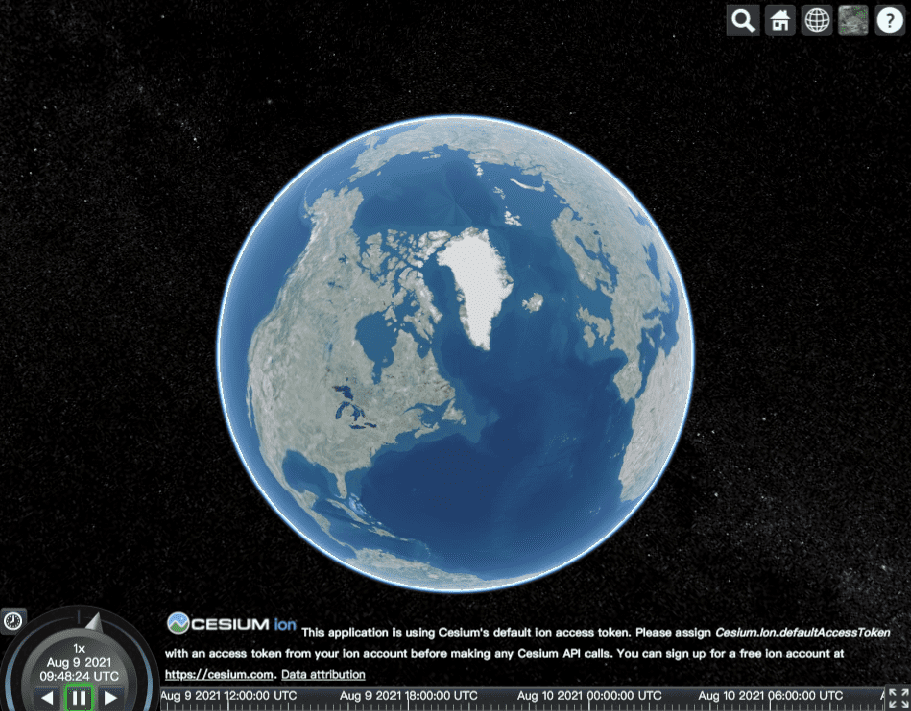 ?
CESIUM ion This application is using Cesium's default ion access token. Please assign Cesium.Ion.defaultAccessToken
with an access token from your ion account before making any Cesium API calls. You can sign up for a free ion account at
https://cesium.com. Data attribution
1x
Aug 9 2021
09:48:24 UTC
Aug 9 2021 12:00:00 UTC
Aug 9 2021 18:00:00 UTC
Aug 10 2021 00:00:00 UTC
Aug 10 2021 06:00:00 UTC